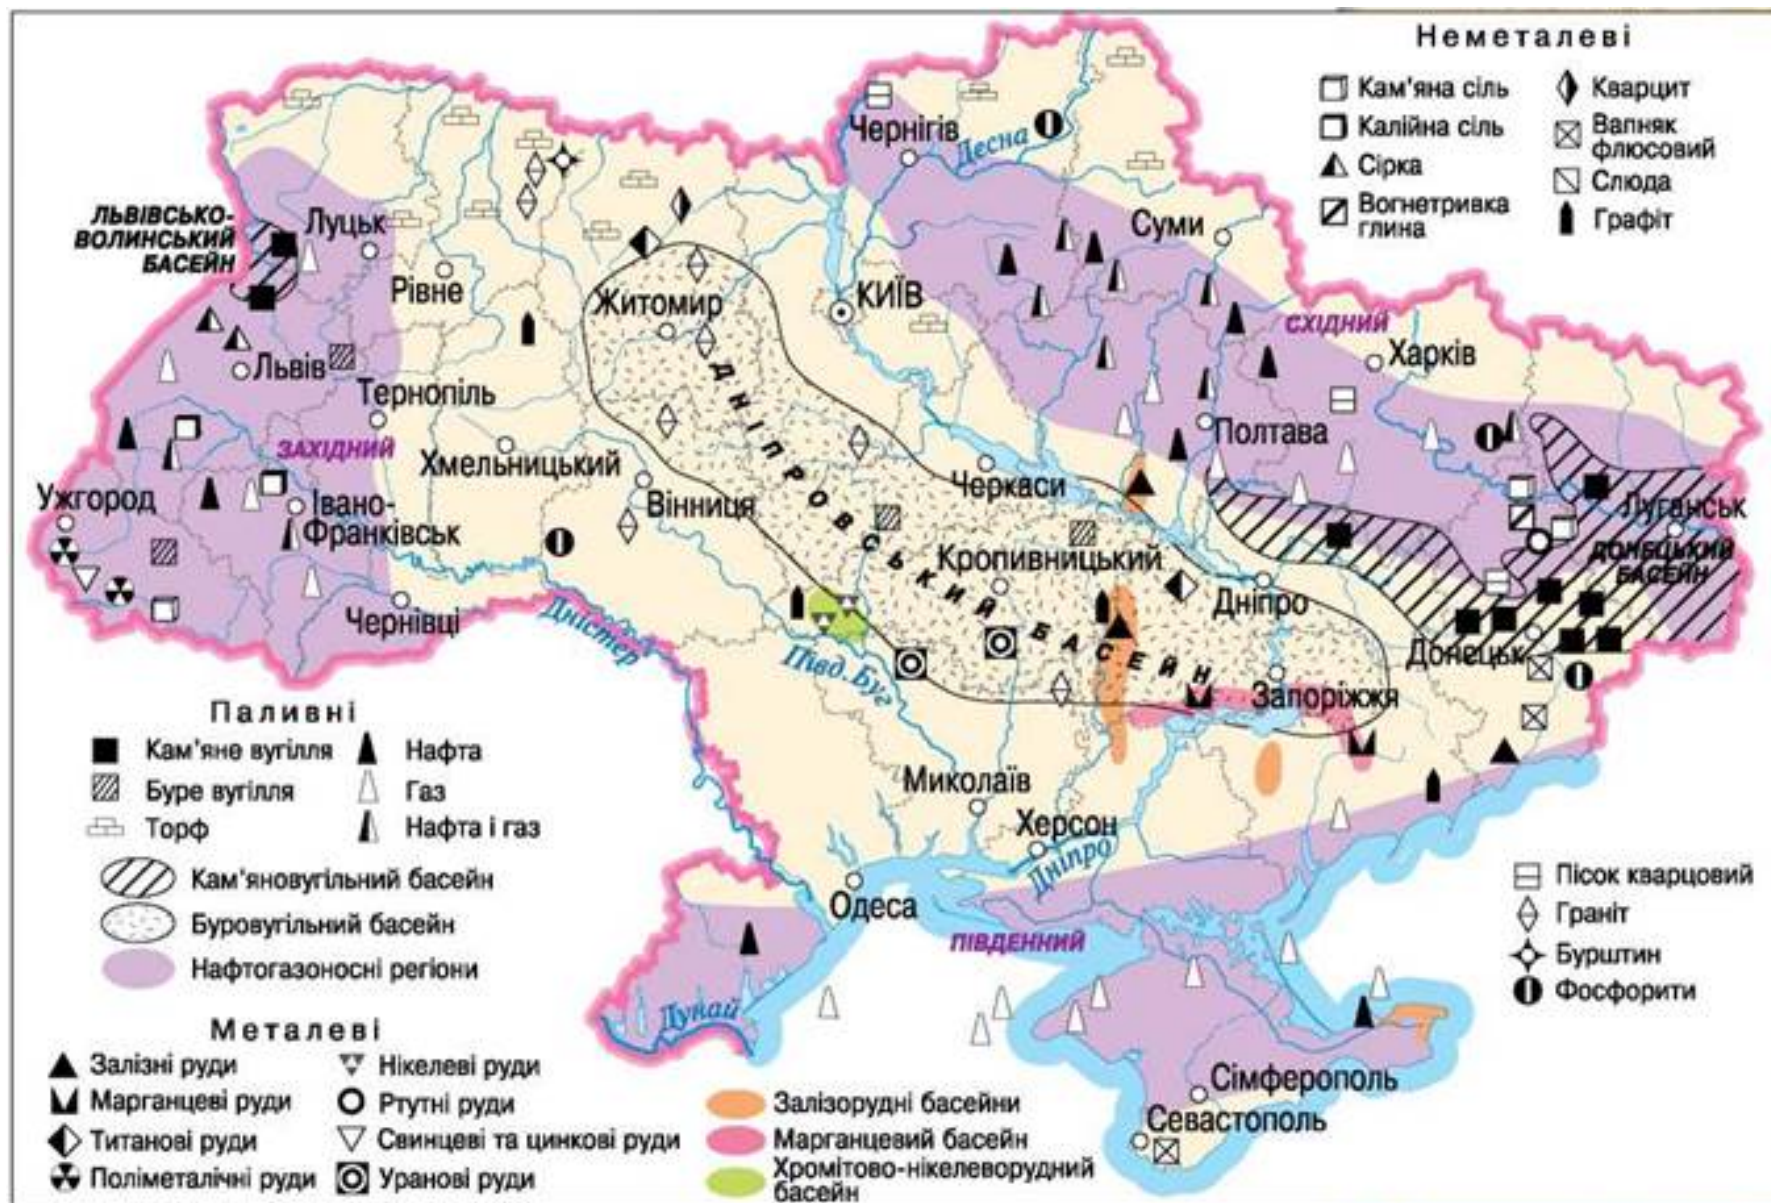 Неметалеві
Кам'яна сіль
Калійна сіль
Сірка
Вогнетривка
глина
Кварцит
Вапняк
флюсовий
Слюда
Графіт
Чернігів
Десна
ЛЬВІВСЬКО-
ВОЛИНСЬКИЙ
БАСЕЙН
Луцьк
Рівне
Житомир
КИЇВ
Суми
СХІДНИЙ
Харків
Львів
Тернопіль
ЗАХІДНИЙ
Хмельницький
Вінниця
Черкаси
Полтава
Ужгород
Івано-
Франківськ
Чернівці
Дністер
ДНІПРОВСЬКИЙ БАСЕЙН
Кропивницький
Дніпро
Луганськ
ДОНЕЦЬКИЙ
БАСЕЙН
Донецьк
Півд. Буг
Запоріжжя
Миколаїв
Херсон
Дніпро
Одеса
ПІВДЕННИЙ
Дунай
Сімферополь
Севастополь
Паливні
Кам'яне вугілля
Буре вугілля
Торф
Нафта
Газ
Нафта і газ
Кам'яновугільний басейн
Буровугільний басейн
Нафтогазоносні регіони
Металеві
Залізні руди
Марганцеві руди
Титанові руди
Поліметалічні руди
Нікелеві руди
Ртутні руди
Свинцеві та цинкові руди
Уранові руди
Залізорудні басейни
Марганцевий басейн
Хромітово-нікелеворудний
басейн
Пісок кварцовий
Граніт
Бурштин
Фосфорити